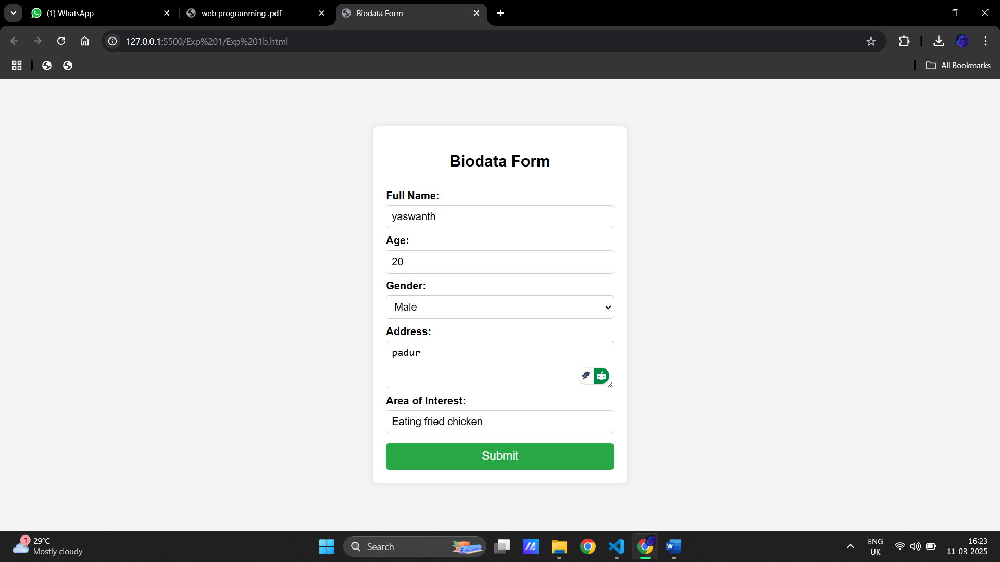 (1) WhatsApp
web programming .pdf
Biodata Form
127.0.0.1:5500/Exp%201/Exp%201b.html
All Bookmarks
Biodata Form
Full Name:
yaswanth
Age:
20
Gender:
Male
Address:
padur
Area of Interest:
Eating fried chicken
Submit
1
29°C
Mostly cloudy
Search
W
ENG
UK
16:23
11-03-2025